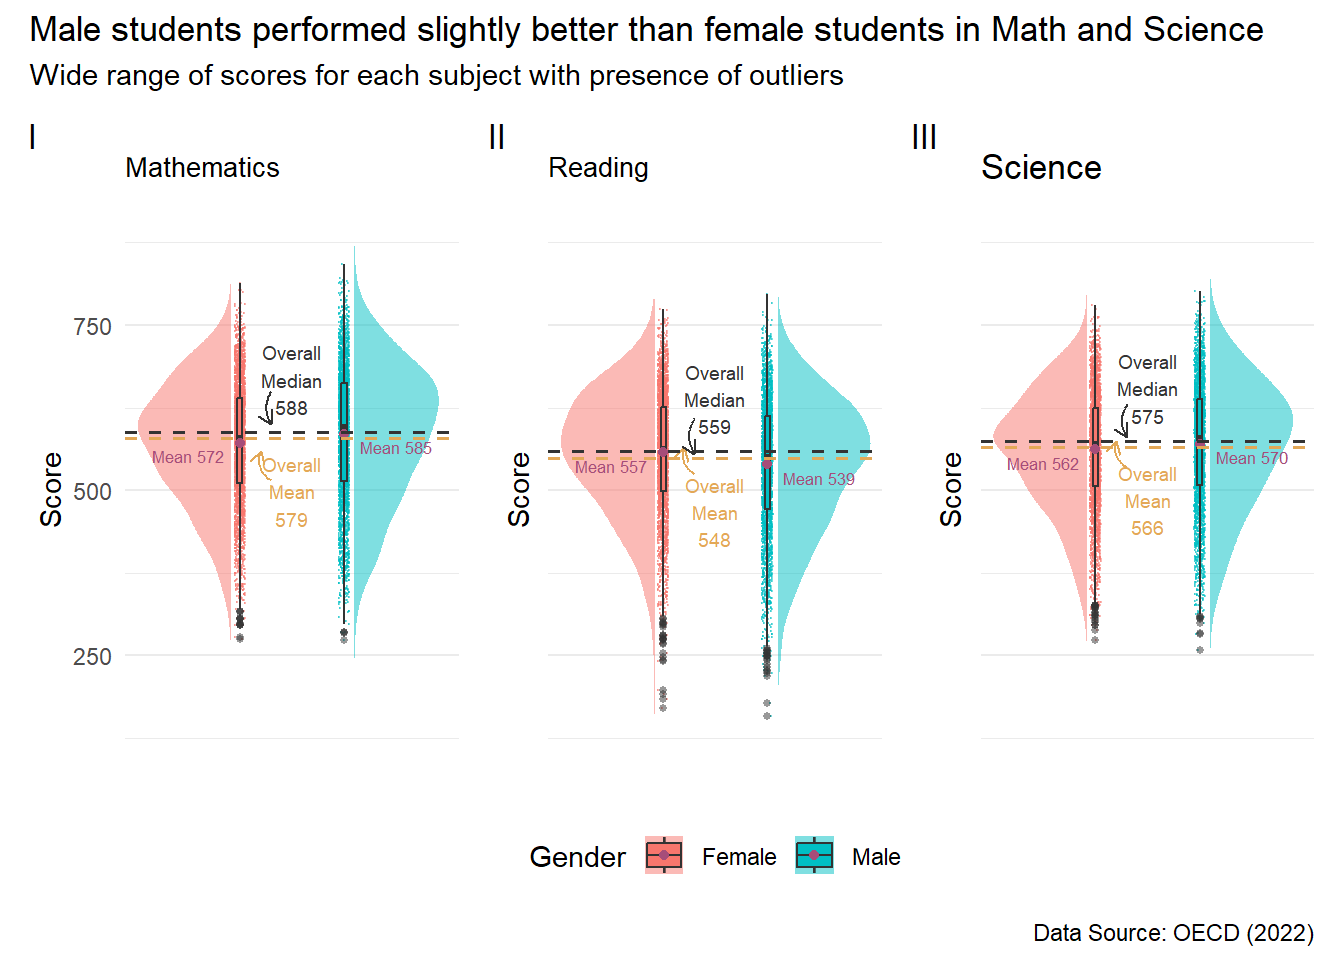 Male students performed slightly better than female students in Math and Science
Wide range of scores for each subject with presence of outliers
I
Mathematics
Score
750
500
250
Overall
Median
588
Mean 572
Mean 585
Overall
Mean
579
II
Reading
Score
Overall
Median
559
Mean 557
Mean 539
Overall
Mean
548
III
Science
Score
Overall
Median
575
Mean 562
Mean 570
Overall
Mean
566
Gender
Female
Male
Data Source: OECD (2022)